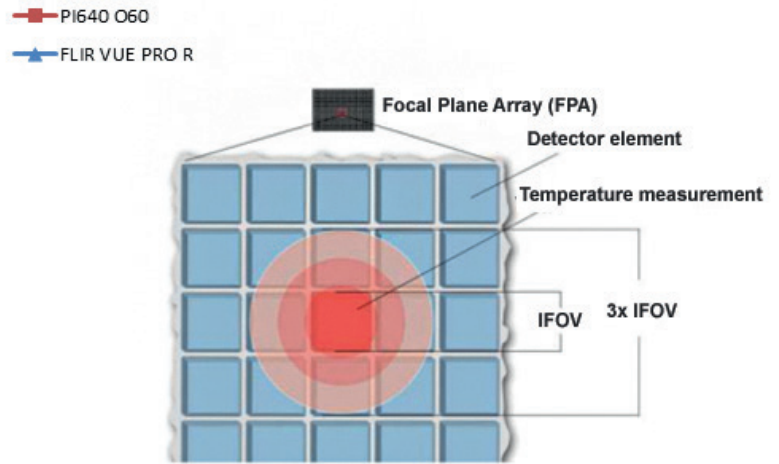 PI640 O60
FLIR VUE PRO R
Focal Plane Array (FPA)
Detector element
Temperature measurement
IFOV
3x IFOV